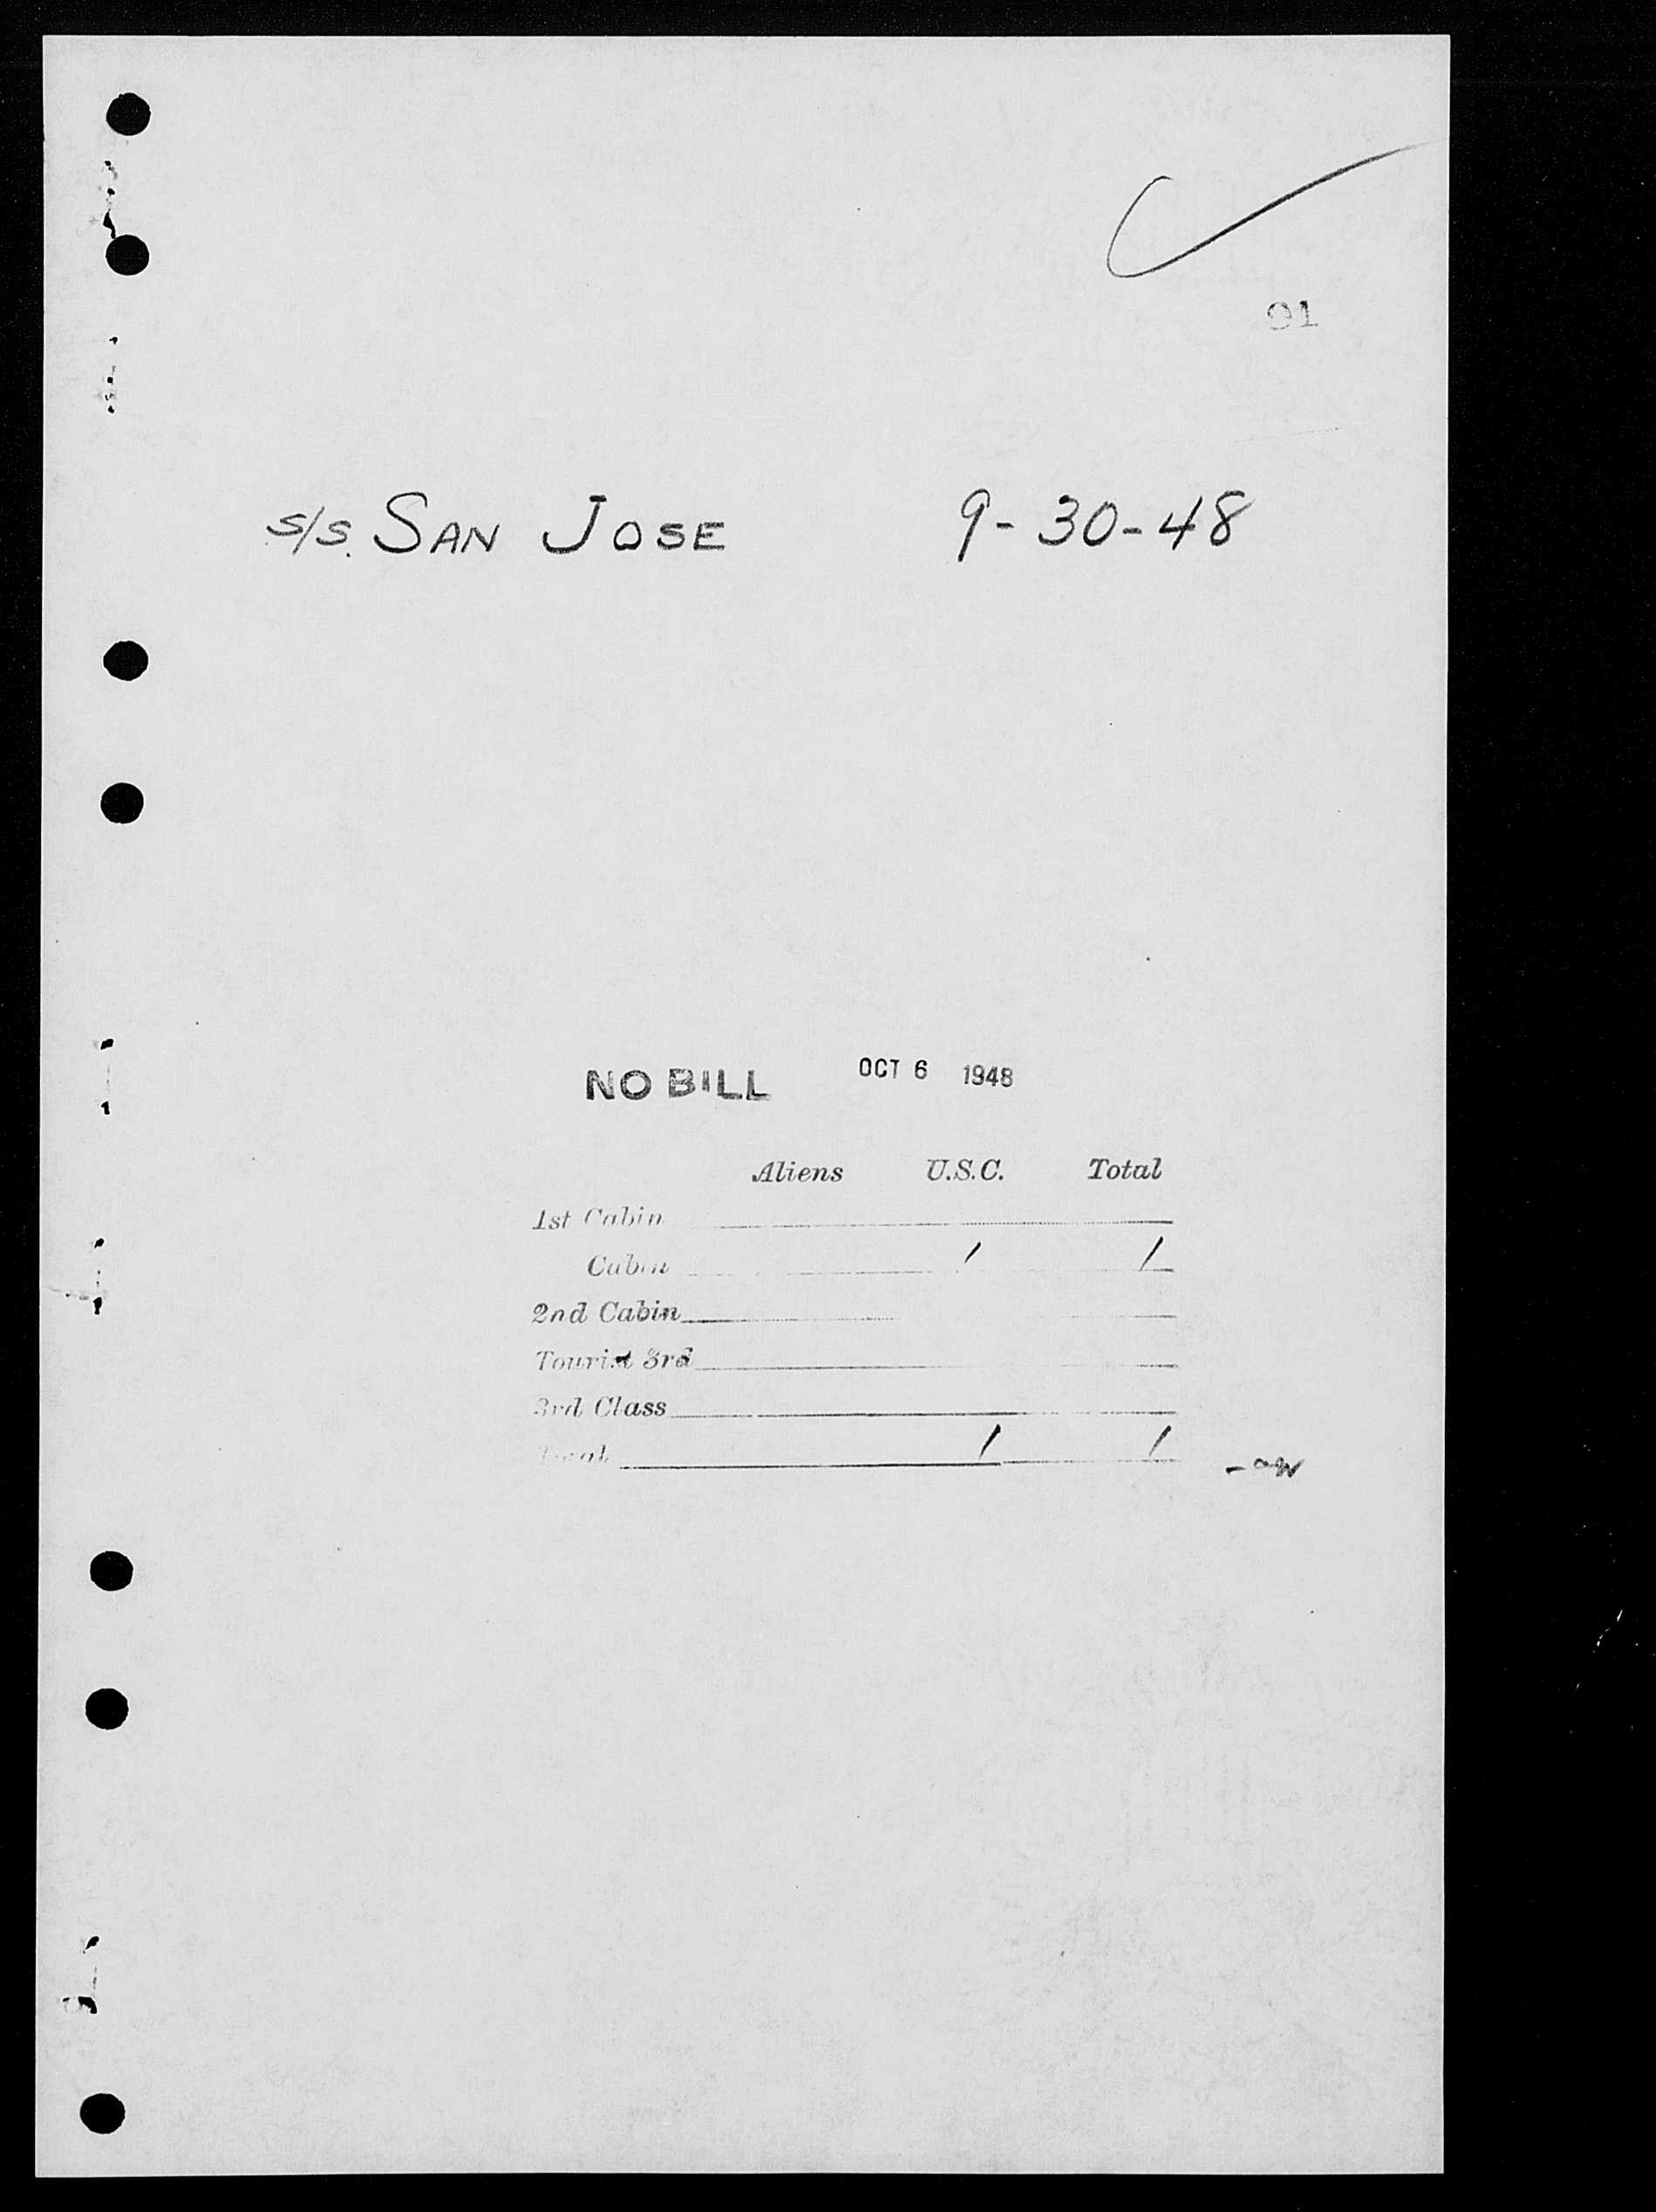 91
S/S. SAN JOSE 9-30-48
NO BILL OCT 6 1948
Aliens U.S.C. Total
1st Cabin
Cabin 1 1
2nd Cabin
Tourist 3rd
3rd Class
Total 1 1